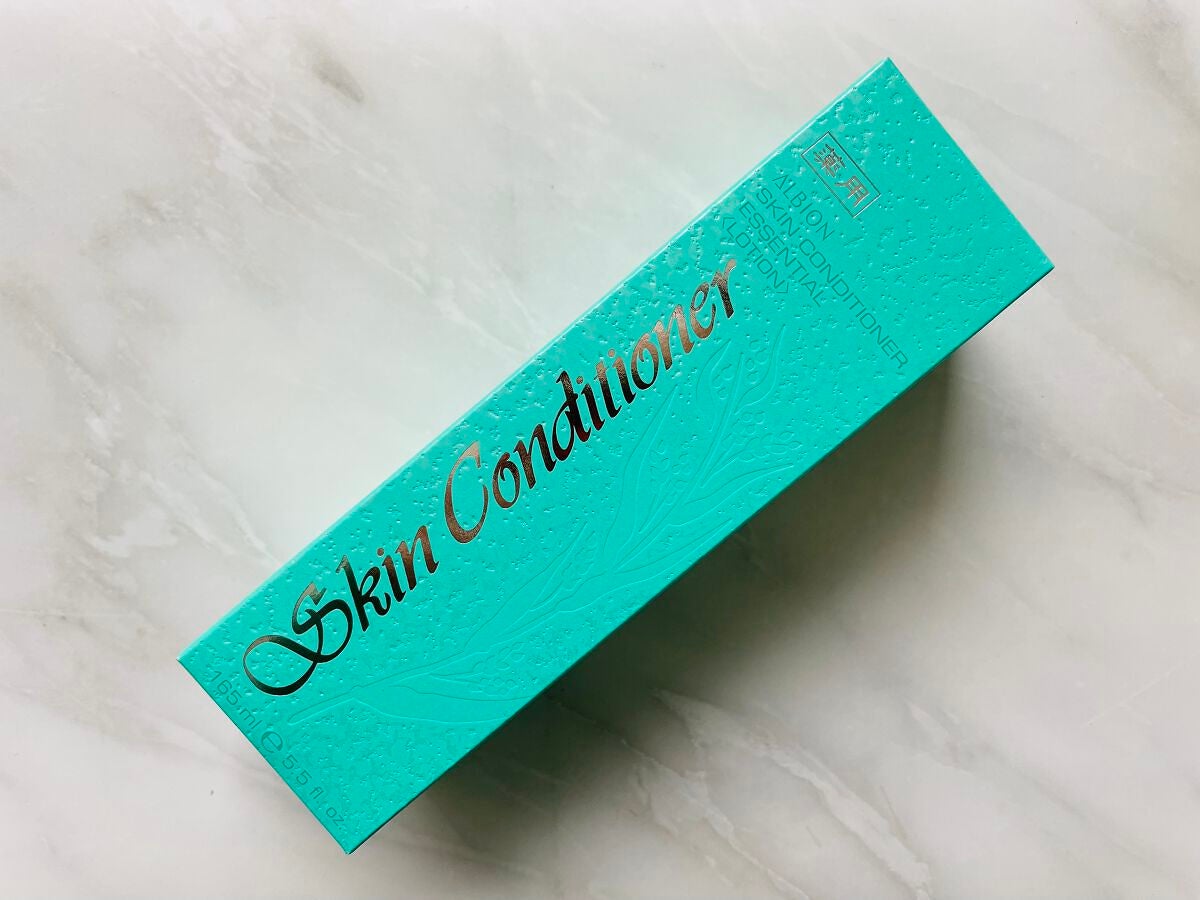 薬用
ALBION
SKIN CONDITIONER
ESSENTIAL
<LOTION>
Skin Conditioner
165 ml ℮ 5.5 fl. oz.